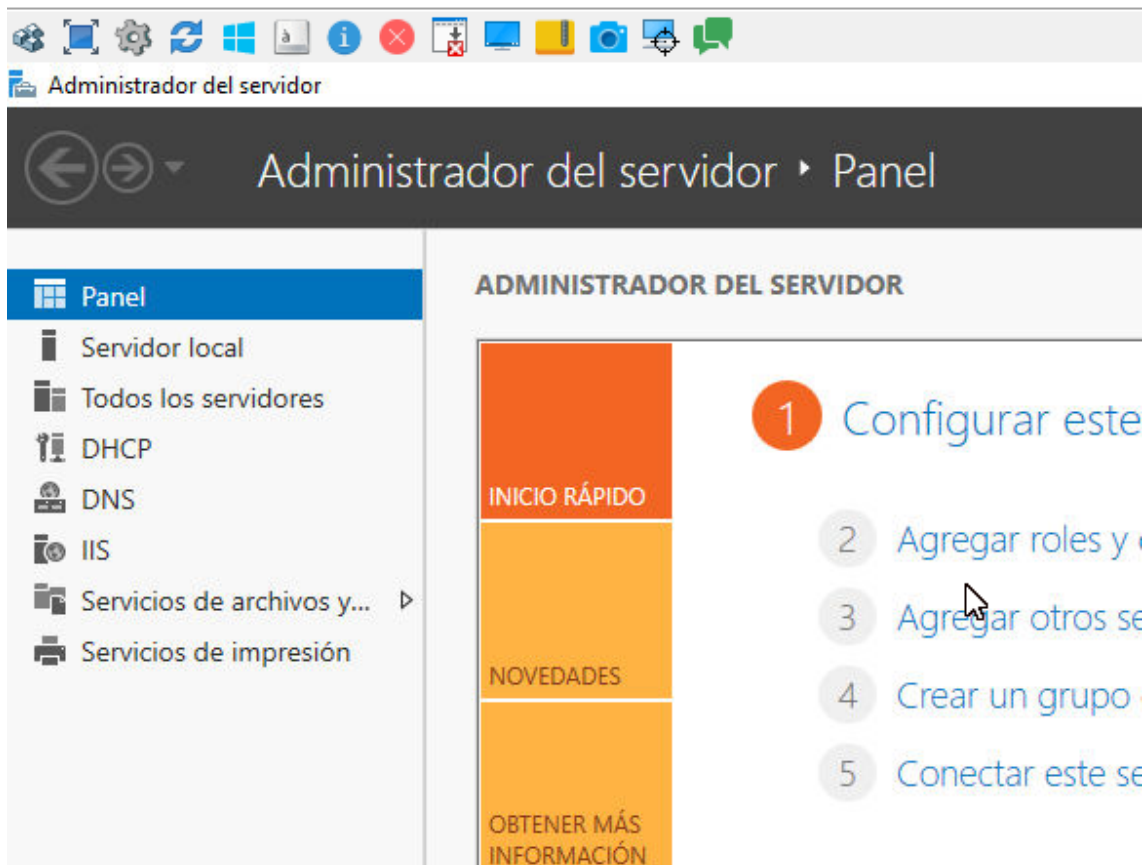 Administrador del servidor
Administrador del servidor ‣ Panel
Panel
Servidor local
Todos los servidores
DHCP
DNS
IIS
Servicios de archivos y...
Servicios de impresión
ADMINISTRADOR DEL SERVIDOR
INICIO RÁPIDO
NOVEDADES
OBTENER MÁS
INFORMACIÓN
1 Configurar este
2 Agregar roles y
3 Agregar otros se
4 Crear un grupo
5 Conectar este se